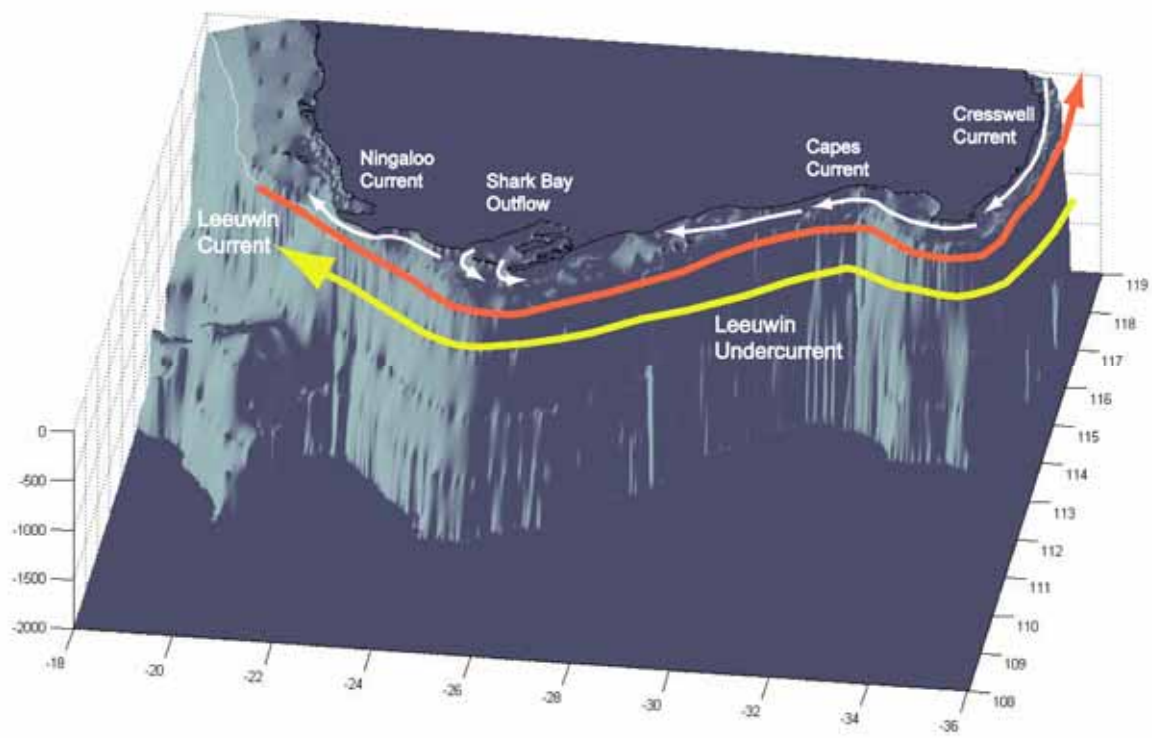 Cresswell
Current
Capes
Current
Ningaloo
Current
Shark Bay
Outflow
Leeuwin
Current
Leeuwin
Undercurrent
0
-500
-1000
-1500
-2000
-18
-20
-22
-24
-26
-28
-30
-32
-34
-36
119
118
117
116
115
114
113
112
111
110
109
108